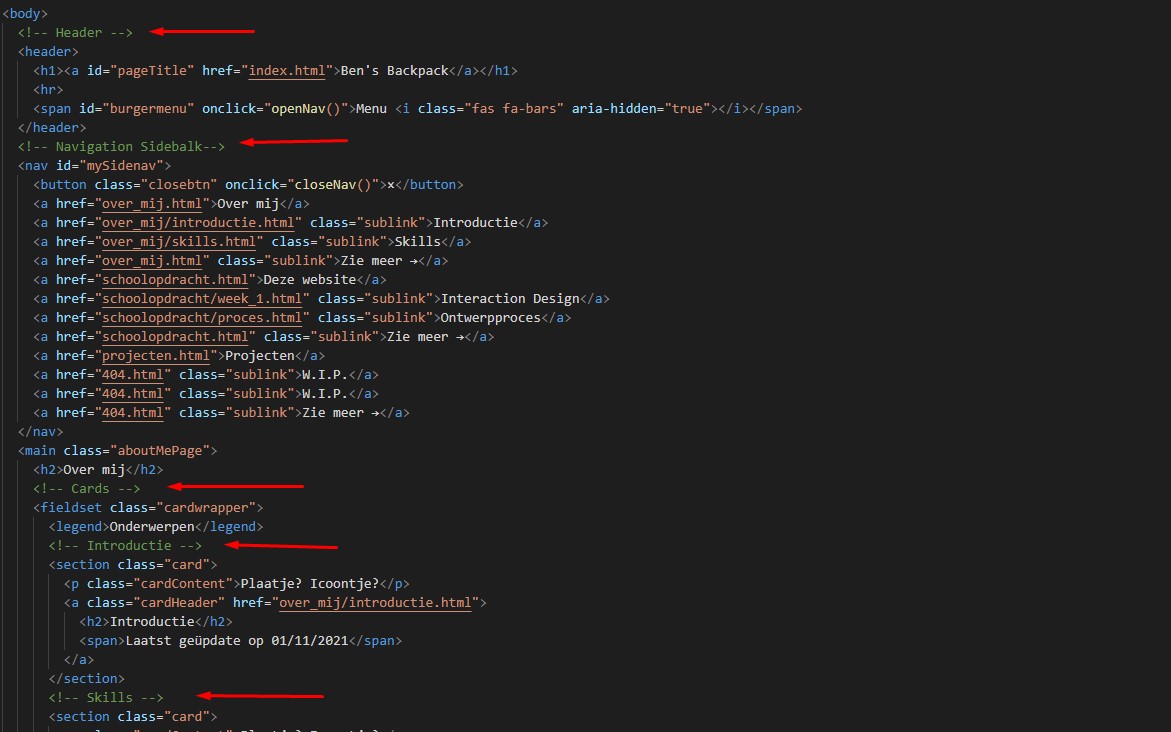 <body>
<!-- Header -->
<header>
<h1><a id="pageTitle" href="index.html">Ben's Backpack</a></h1>
<hr>
<span id="burgermenu" onclick="openNav()">Menu <i class="fas fa-bars" aria-hidden="true"></i></span>
</header>
<!-- Navigation Sidebalk-->
<nav id="mySidenav">
<button class="closebtn" onclick="closeNav()">×</button>
<a href="over_mij.html">Over mij</a>
<a href="over_mij/introductie.html" class="sublink">Introductie</a>
<a href="over_mij/skills.html" class="sublink">Skills</a>
<a href="over_mij.html" class="sublink">Zie meer →</a>
<a href="schoolopdracht.html">Deze website</a>
<a href="schoolopdracht/week_1.html" class="sublink">Interaction Design</a>
<a href="schoolopdracht/proces.html" class="sublink">Ontwerpproces</a>
<a href="schoolopdracht.html" class="sublink">Zie meer →</a>
<a href="projecten.html">Projecten</a>
<a href="404.html" class="sublink">W.I.P.</a>
<a href="404.html" class="sublink">W.I.P.</a>
<a href="404.html" class="sublink">Zie meer →</a>
</nav>
<main class="aboutMePage">
<h2>Over mij</h2>
<!-- Cards -->
<fieldset class="cardwrapper">
<legend>Onderwerpen</legend>
<!-- Introductie -->
<section class="card">
<p class="cardContent">Plaatje? Icoontje?</p>
<a class="cardHeader" href="over_mij/introductie.html">
<h2>Introductie</h2>
<span>Laatst geüpdate op 01/11/2021</span>
</a>
</section>
<!-- Skills -->
<section class="card">